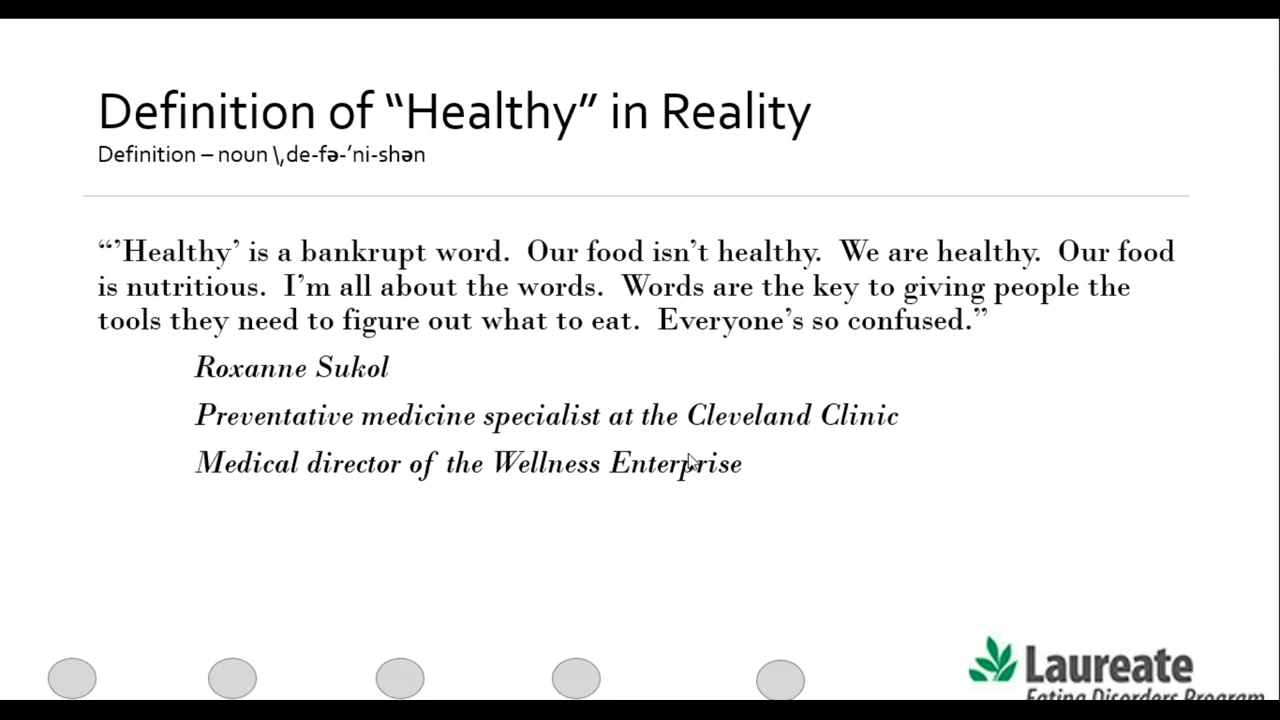 Definition of “Healthy” in Reality
Definition – noun \ˌde-fə-ˈni-shən
“’Healthy’ is a bankrupt word.  Our food isn’t healthy.  We are healthy.  Our food
is nutritious.  I’m all about the words.  Words are the key to giving people the
tools they need to figure out what to eat.  Everyone’s so confused.”
Roxanne Sukol
Preventative medicine specialist at the Cleveland Clinic
Medical director of the Wellness Enterprise
Laureate
Eating Disorders Program